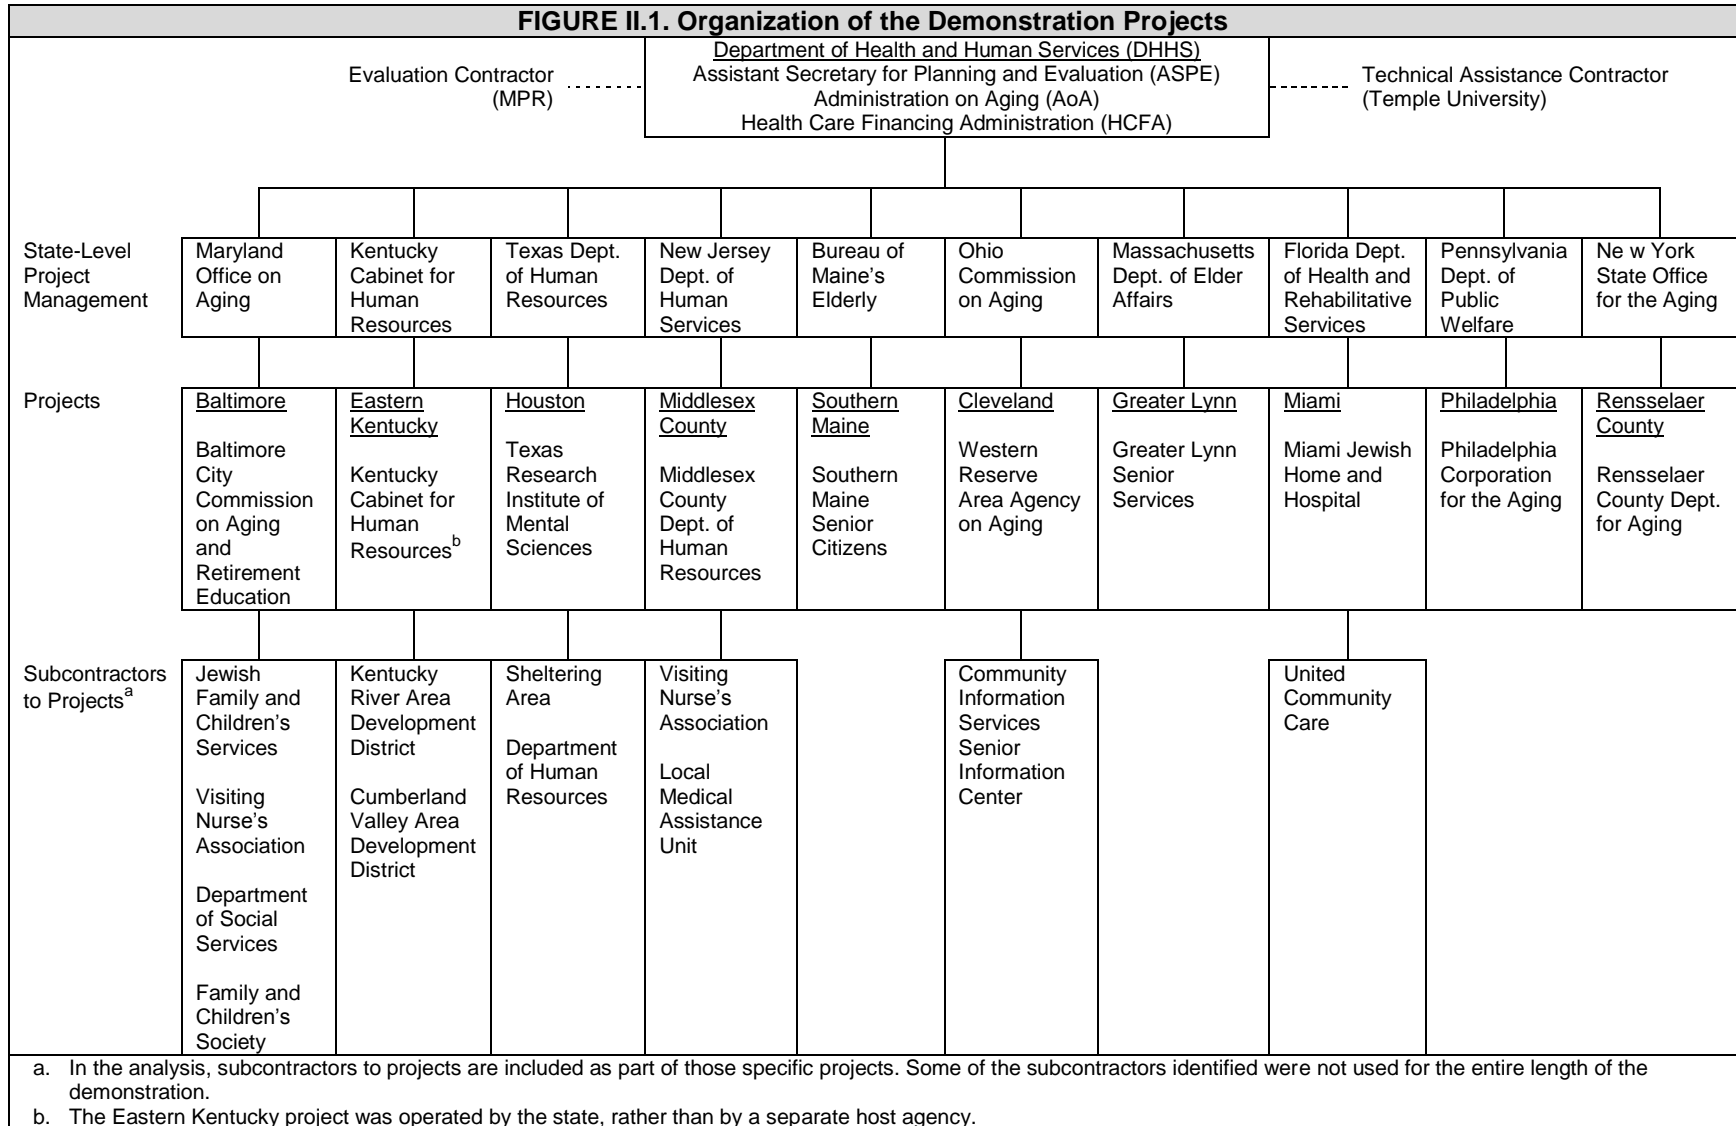 FIGURE II.1. Organization of the Demonstration Projects
Evaluation Contractor
(MPR)
Department of Health and Human Services (DHHS)
Assistant Secretary for Planning and Evaluation (ASPE)
Administration on Aging (AoA)
Health Care Financing Administration (HCFA)
Technical Assistance Contractor
(Temple University)
State-Level
Project
Management
Maryland
Office on
Aging
Kentucky
Cabinet for
Human
Resources
Texas Dept.
of Human
Resources
New Jersey
Dept. of
Human
Services
Bureau of
Maine’s
Elderly
Ohio
Commission
on Aging
Massachusetts
Dept. of Elder
Affairs
Florida Dept.
of Health and
Rehabilitative
Services
Pennsylvania
Dept. of
Public
Welfare
Ne w York
State Office
for the Aging
Projects
Baltimore
Baltimore
City
Commission
on Aging
and
Retirement
Education
Eastern
Kentucky
Kentucky
Cabinet for
Human
Resources^b
Houston
Texas
Research
Institute of
Mental
Sciences
Middlesex
County
Middlesex
County
Dept. of
Human
Resources
Southern
Maine
Southern
Maine
Senior
Citizens
Cleveland
Western
Reserve
Area Agency
on Aging
Greater Lynn
Greater Lynn
Senior
Services
Miami
Miami Jewish
Home and
Hospital
Philadelphia
Philadelphia
Corporation
for the Aging
Rensselaer
County
Rensselaer
County Dept.
for Aging
Subcontractors
to Projects^a
Jewish
Family and
Children’s
Services
Visiting
Nurse’s
Association
Department
of Social
Services
Family and
Children’s
Society
Kentucky
River Area
Development
District
Cumberland
Valley Area
Development
District
Sheltering
Area
Department
of Human
Resources
Visiting
Nurse’s
Association
Local
Medical
Assistance
Unit
Community
Information
Services
Senior
Information
Center
United
Community
Care
a. In the analysis, subcontractors to projects are included as part of those specific projects. Some of the subcontractors identified were not used for the entire length of the
demonstration.
b. The Eastern Kentucky project was operated by the state, rather than by a separate host agency.